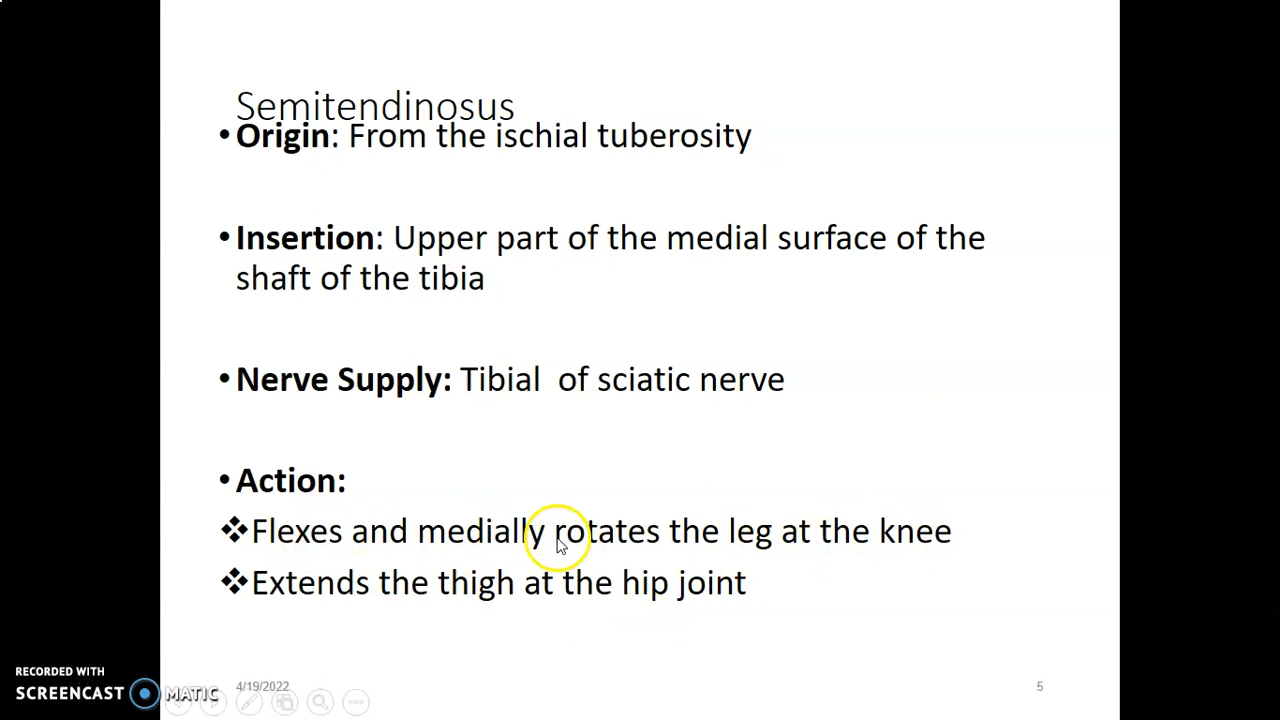 Semitendinosus
• Origin: From the ischial tuberosity
• Insertion: Upper part of the medial surface of the
shaft of the tibia
• Nerve Supply: Tibial  of sciatic nerve
• Action:
❖Flexes and medially rotates the leg at the knee
❖Extends the thigh at the hip joint
RECORDED WITH
SCREENCAST MATIC
4/19/2022
5